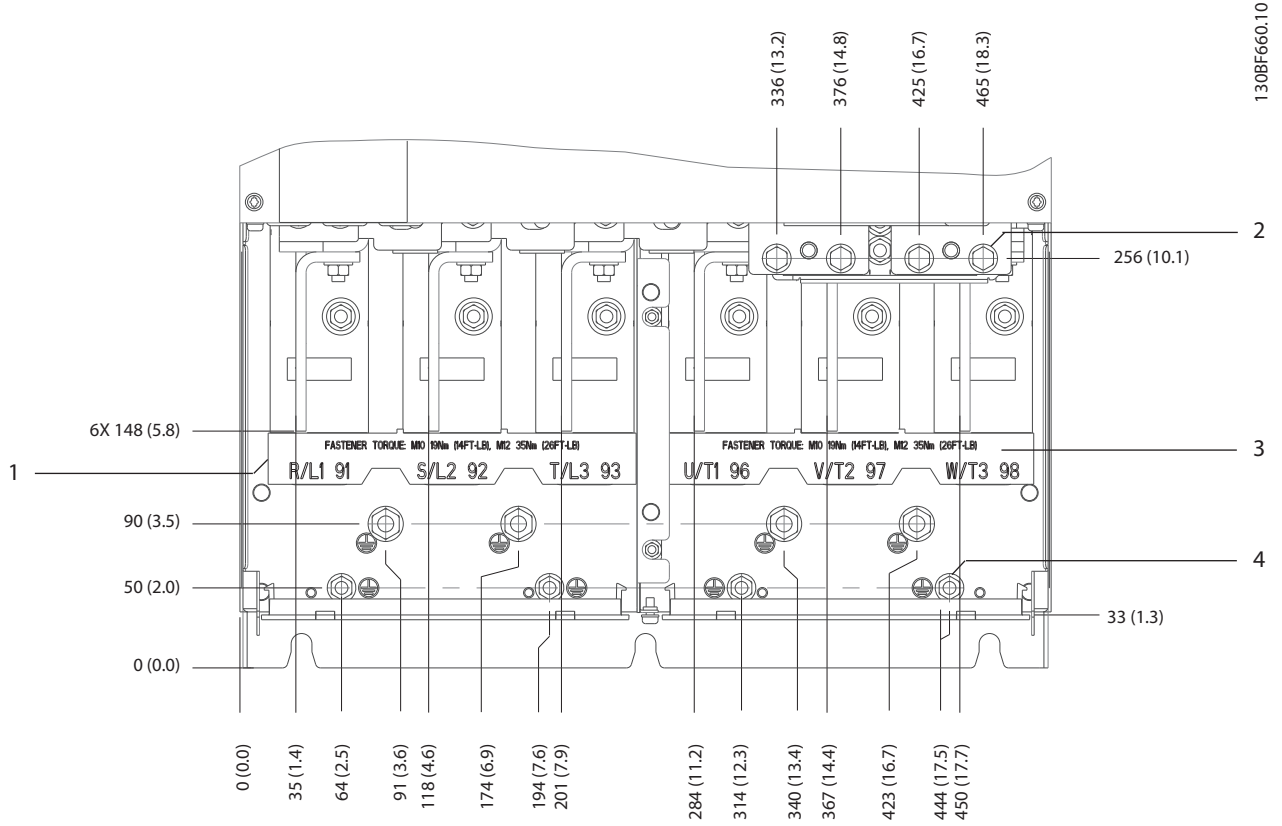 130BF660.10
336 (13.2)
376 (14.8)
425 (16.7)
465 (18.3)
2
256 (10.1)
6X 148 (5.8)
FASTENER TORQUE: M10 19Nm (14FT-LB), M12 35Nm (26FT-LB)
FASTENER TORQUE: M10 19Nm (14FT-LB), M12 35Nm (26FT-LB)
1
R/L1 91
S/L2 92
T/L3 93
U/T1 96
V/T2 97
W/T3 98
3
90 (3.5)
4
50 (2.0)
33 (1.3)
0 (0.0)
0 (0.0)
35 (1.4)
64 (2.5)
91 (3.6)
118 (4.6)
174 (6.9)
194 (7.6)
201 (7.9)
284 (11.2)
314 (12.3)
340 (13.4)
367 (14.4)
423 (16.7)
444 (17.5)
450 (17.7)